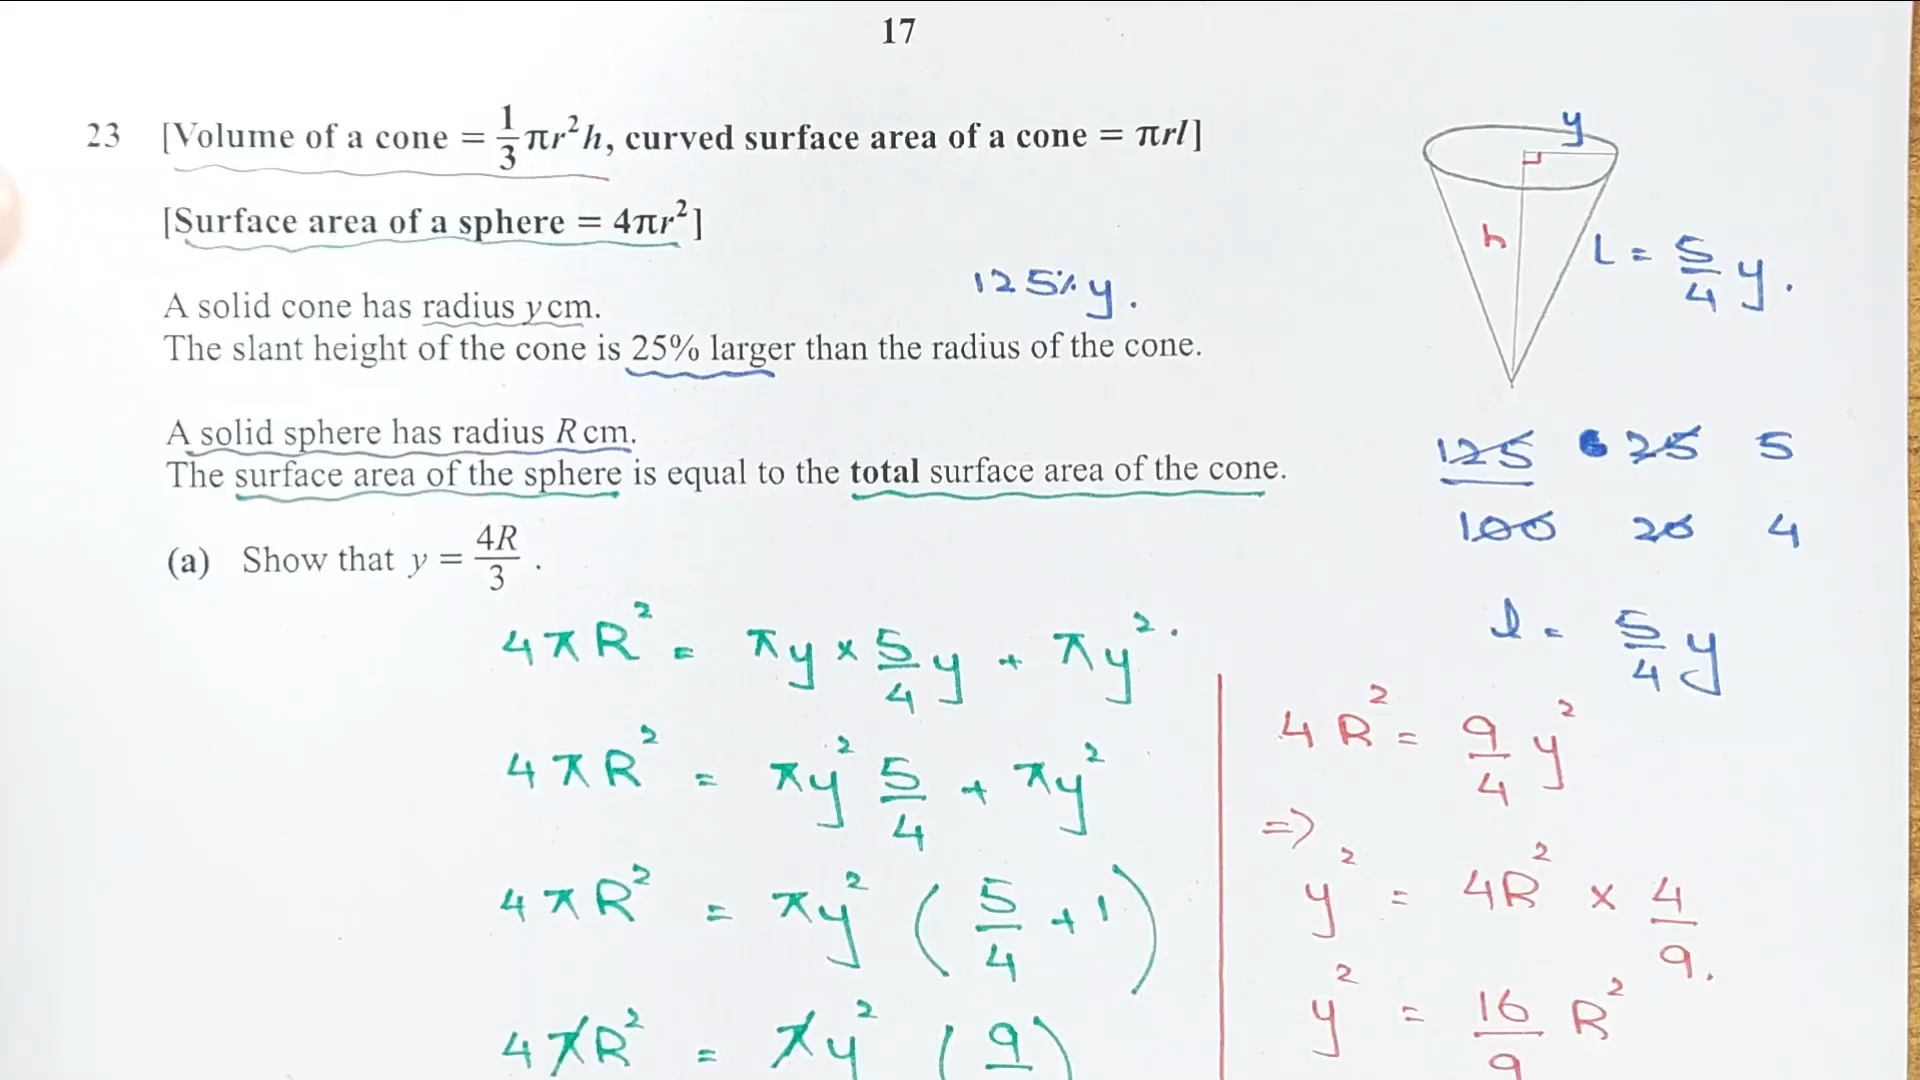 17
23 [Volume of a cone = 1/3 πr²h, curved surface area of a cone = πrl]
[Surface area of a sphere = 4πr²]
125% y.
A solid cone has radius y cm.
The slant height of the cone is 25% larger than the radius of the cone.
A solid sphere has radius R cm.
The surface area of the sphere is equal to the total surface area of the cone.
(a) Show that y = 4R/3 .
y
h
L = 5/4 y.
125 25 5
100 20 4
l = 5/4 y
4πR² = πy × 5/4 y + πy².
4πR² = πy² 5/4 + πy²
4πR² = πy² (5/4 + 1)
4πR² = πy² (9
4R² = 9/4 y²
=>
y² = 4R² × 4/9.
y² = 16/9 R²